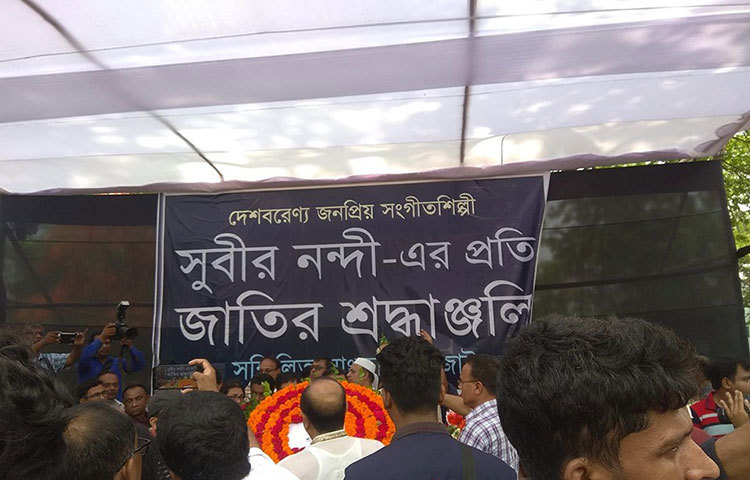 দেশবরেণ্য জনপ্রিয় সংগীতশিল্পী
সুবীর নন্দী-এর প্রতি
জাতির শ্রদ্ধাঞ্জলি